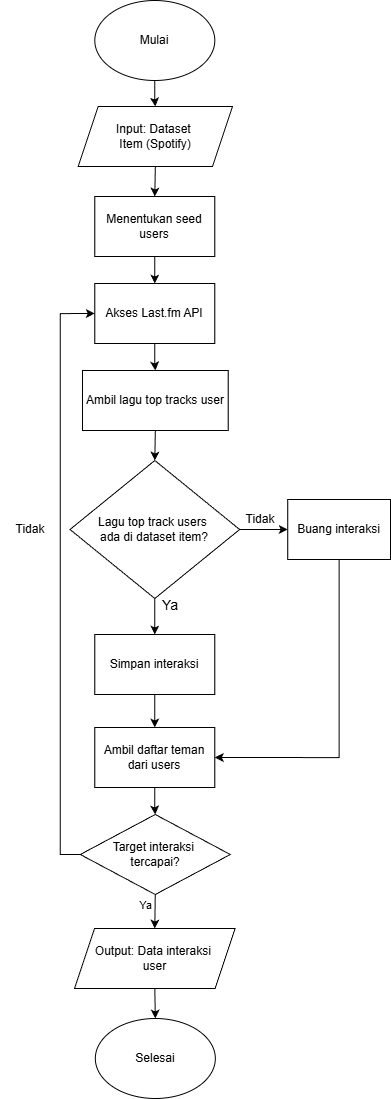 Mulai
Input: Dataset
Item (Spotify)
Menentukan seed
users
Akses Last.fm API
Ambil lagu top tracks user
Lagu top track users
ada di dataset item?
Tidak
Buang interaksi
Tidak
Ya
Simpan interaksi
Ambil daftar teman
dari users
Target interaksi
tercapai?
Ya
Output: Data interaksi
user
Selesai